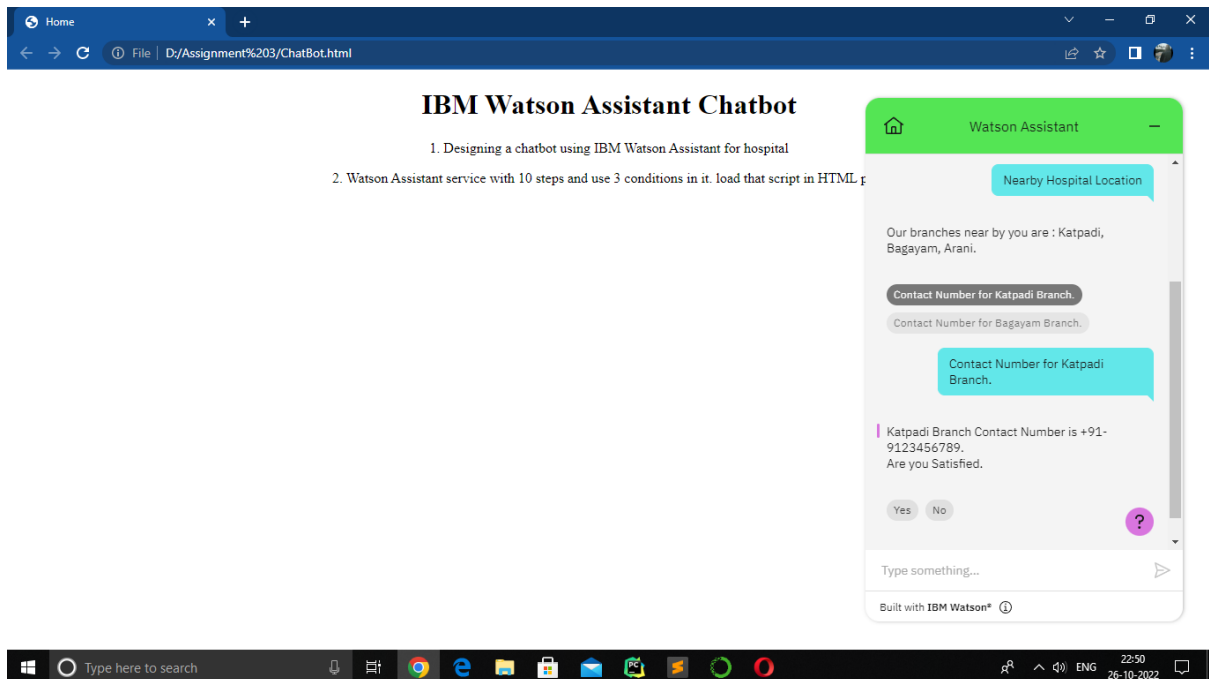 Home
File
D:/Assignment%203/ChatBot.html
IBM Watson Assistant Chatbot
1. Designing a chatbot using IBM Watson Assistant for hospital
2. Watson Assistant service with 10 steps and use 3 conditions in it. load that script in HTML p
Watson Assistant
Nearby Hospital Location
Our branches near by you are : Katpadi,
Bagayam, Arani.
Contact Number for Katpadi Branch.
Contact Number for Bagayam Branch.
Contact Number for Katpadi
Branch.
Katpadi Branch Contact Number is +91-
9123456789.
Are you Satisfied.
Yes No
?
Type something...
Built with IBM Watson®
Type here to search
PC
ENG
22:50
26-10-2022